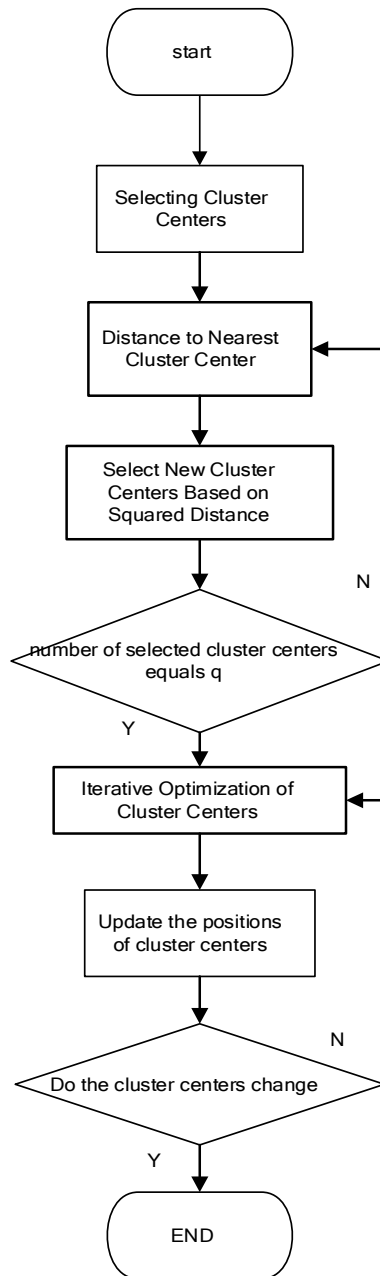 start
Selecting Cluster
Centers
Distance to Nearest
Cluster Center
Select New Cluster
Centers Based on
Squared Distance
N
number of selected cluster centers
equals q
Y
Iterative Optimization of
Cluster Centers
Update the positions
of cluster centers
N
Do the cluster centers change
Y
END